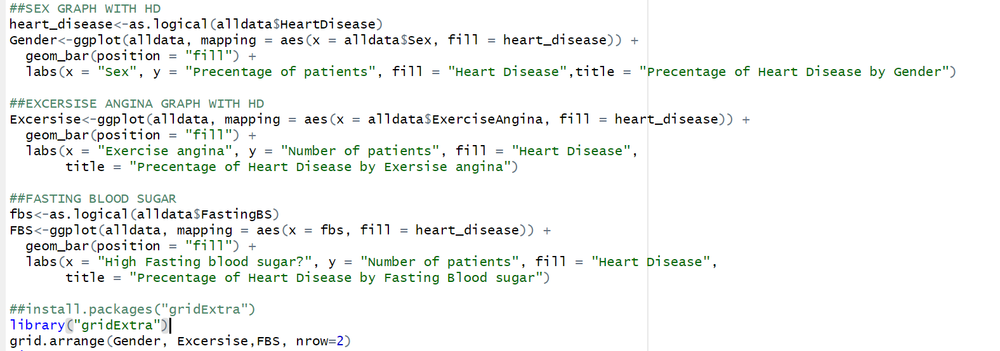 ##SEX GRAPH WITH HD
heart_disease<-as.logical(alldata$HeartDisease)
Gender<-ggplot(alldata, mapping = aes(x = alldata$Sex, fill = heart_disease)) +
  geom_bar(position = "fill") +
  labs(x = "Sex", y = "Precentage of patients", fill = "Heart Disease",title = "Precentage of Heart Disease by Gender")

##EXCERSISE ANGINA GRAPH WITH HD
Excersise<-ggplot(alldata, mapping = aes(x = alldata$ExerciseAngina, fill = heart_disease)) +
  geom_bar(position = "fill") +
  labs(x = "Exercise angina", y = "Number of patients", fill = "Heart Disease",
       title = "Precentage of Heart Disease by Exersise angina")

##FASTING BLOOD SUGAR
fbs<-as.logical(alldata$FastingBS)
FBS<-ggplot(alldata, mapping = aes(x = fbs, fill = heart_disease)) +
  geom_bar(position = "fill") +
  labs(x = "High Fasting blood sugar?", y = "Number of patients", fill = "Heart Disease",
       title = "Precentage of Heart Disease by Fasting Blood sugar")

##install.packages("gridExtra")
library("gridExtra")
grid.arrange(Gender, Excersise,FBS, nrow=2)